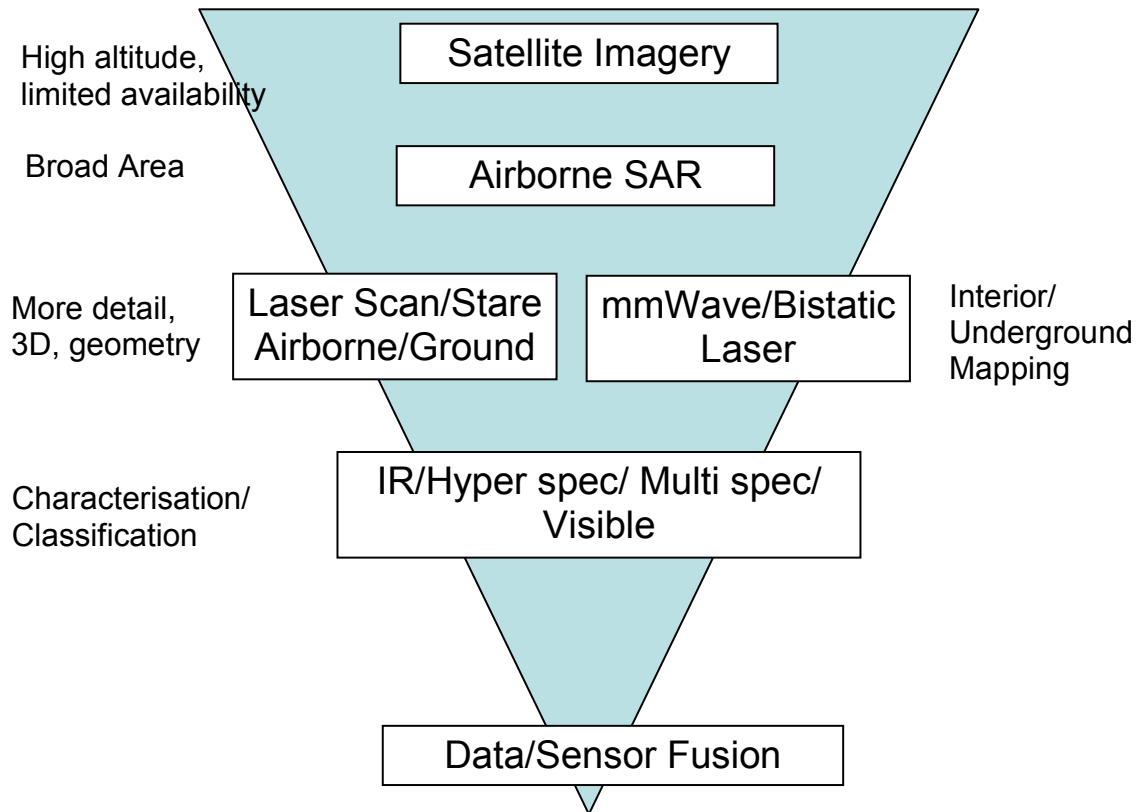 Satellite Imagery
High altitude,
limited availability
Broad Area
Airborne SAR
More detail,
3D, geometry
Laser Scan/Stare
Airborne/Ground
mmWave/Bistatic
Laser
Interior/
Underground
Mapping
Characterisation/
Classification
IR/Hyper spec/ Multi spec/
Visible
Data/Sensor Fusion